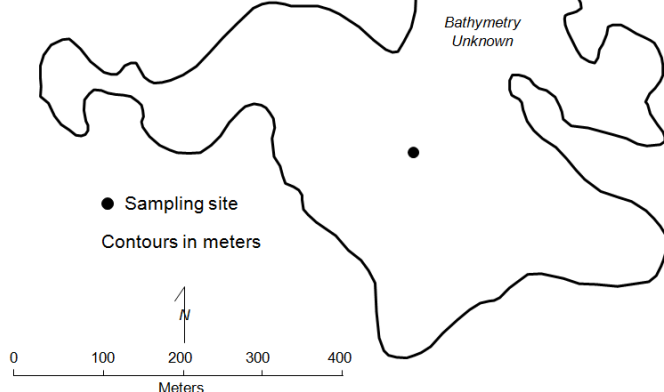 Bathymetry
Unknown
Sampling site
Contours in meters
N
0 100 200 300 400
Meters